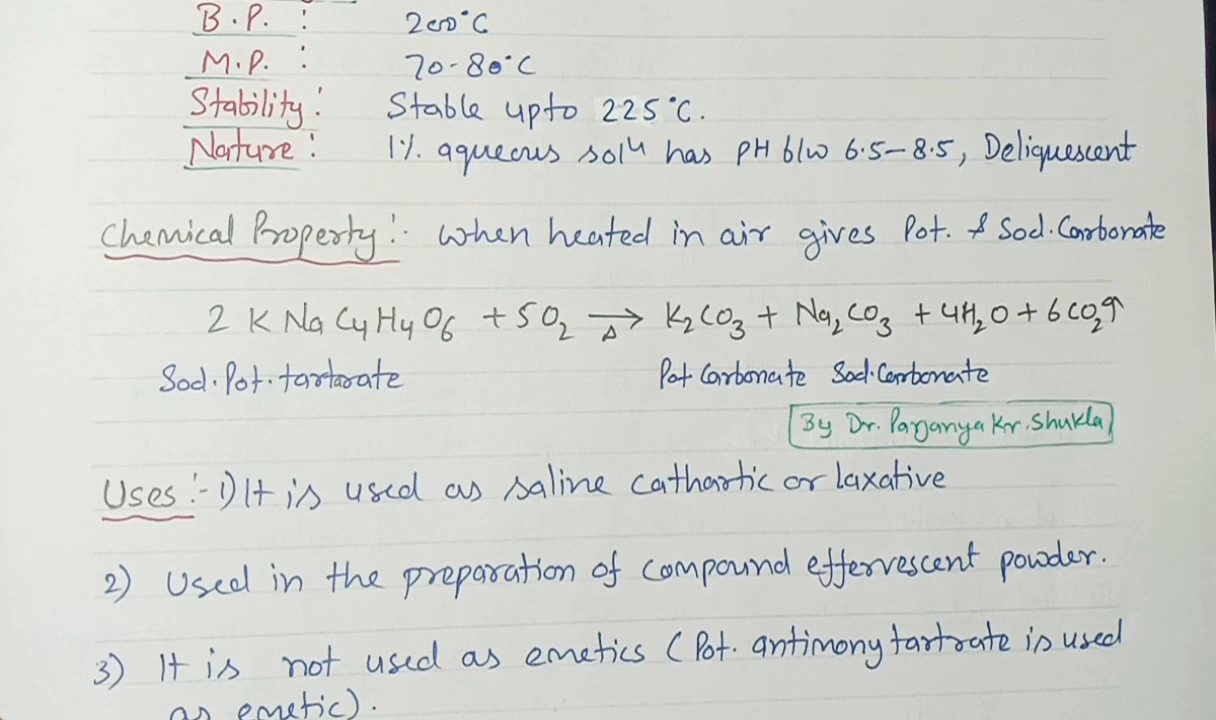 B.P. : 200°C
M.P. : 70-80°C
Stability : Stable upto 225°C.
Nature : 1% aqueous solⁿ has PH b/w 6.5-8.5, Deliquescent
Chemical Property :- When heated in air gives Pot. & Sod. Carbonate
2 K Na C₄H₄O₆ + 5O₂ →Δ K₂CO₃ + Na₂CO₃ + 4H₂O + 6CO₂↑
Sod. Pot. tartarate Pot Carbonate Sod. Carbonate
By Dr. Parjanya Kr. Shukla
Uses :- 1) It is used as saline cathartic or laxative
2) Used in the preparation of compound effervescent powder.
3) It is not used as emetics (Pot. antimony tartrate is used
as emetic).